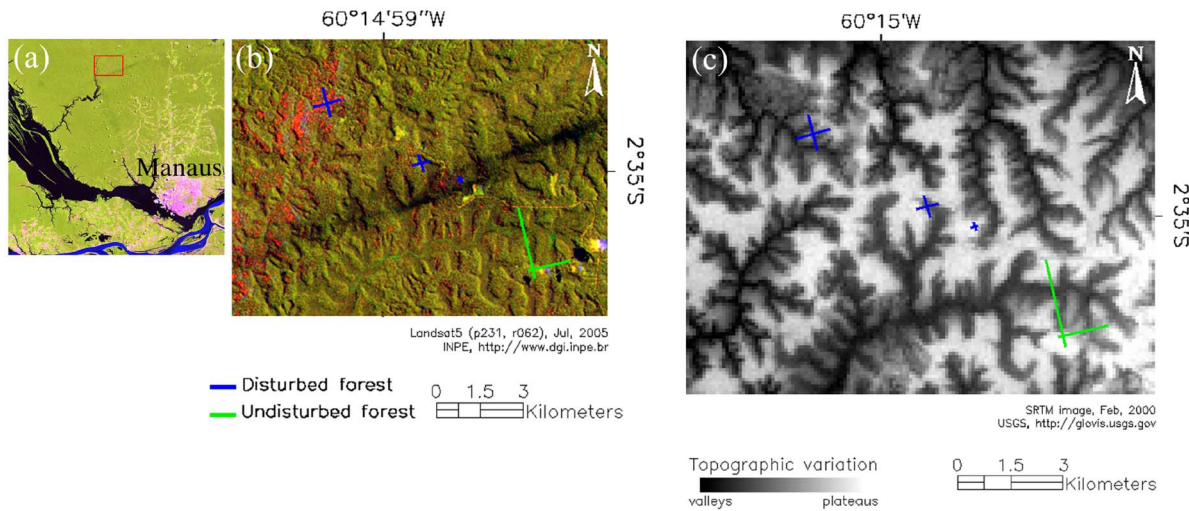 60°14'59"W
(a)
Manaus
(b)
N
2°35'S
Landsat5 (p231, r062), Jul, 2005
INPE, http://www.dgi.inpe.br
Disturbed forest
Undisturbed forest
0 1.5 3
Kilometers
60°15'W
(c)
N
2°35'S
SRTM image, Feb, 2000
USGS, http://glovis.usgs.gov
Topographic variation
valleys plateaus
0 1.5 3
Kilometers